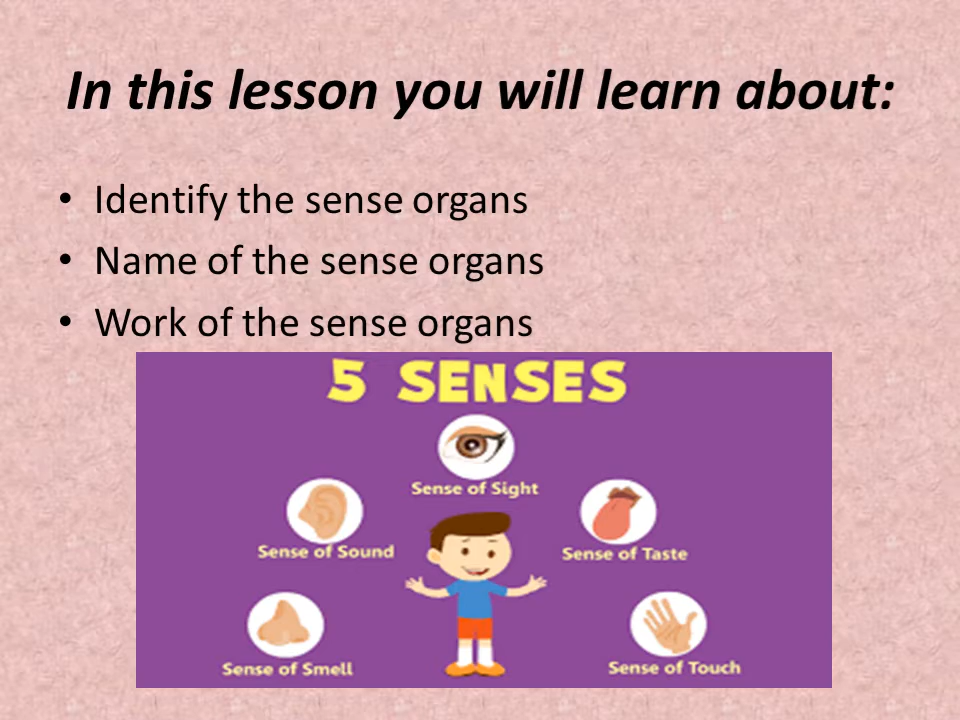 In this lesson you will learn about:
• Identify the sense organs
• Name of the sense organs
• Work of the sense organs
5 SENSES
Sense of Sight
Sense of Sound
Sense of Taste
Sense of Smell
Sense of Touch